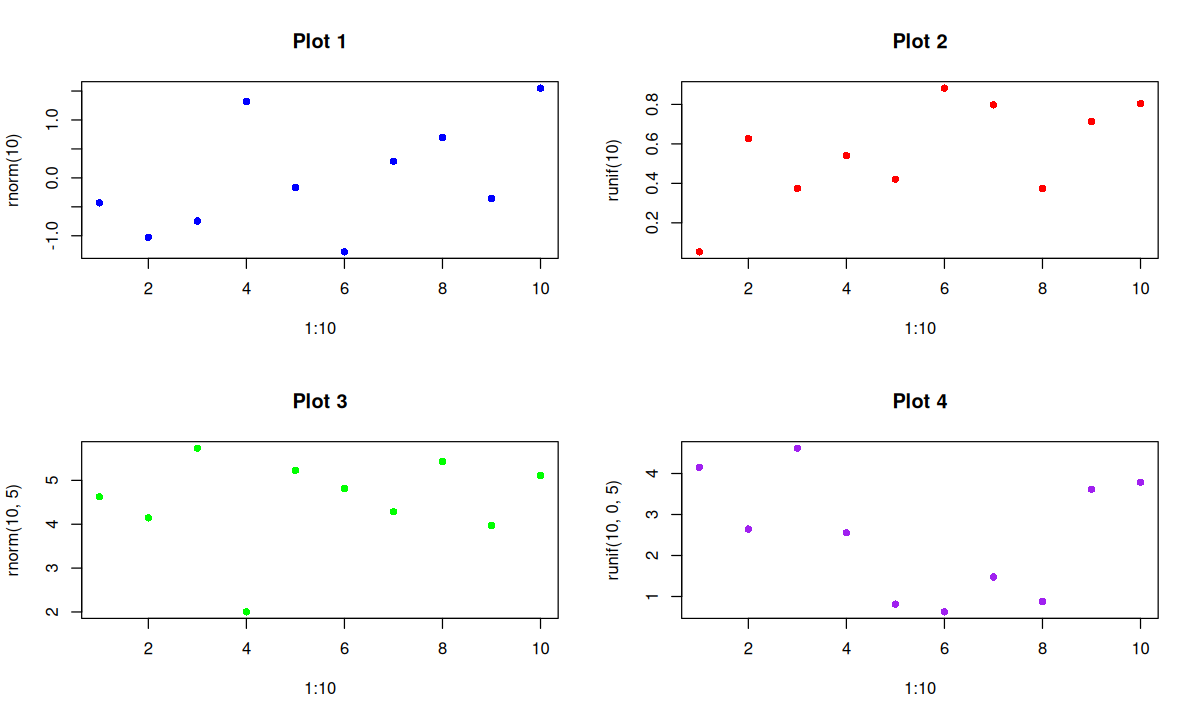 Plot 1
rnorm(10)
1.0
0.0
-1.0
2 4 6 8 10
1:10
Plot 2
runif(10)
0.8
0.6
0.4
0.2
2 4 6 8 10
1:10
Plot 3
rnorm(10, 5)
5
4
3
2
2 4 6 8 10
1:10
Plot 4
runif(10, 0, 5)
4
3
2
1
2 4 6 8 10
1:10